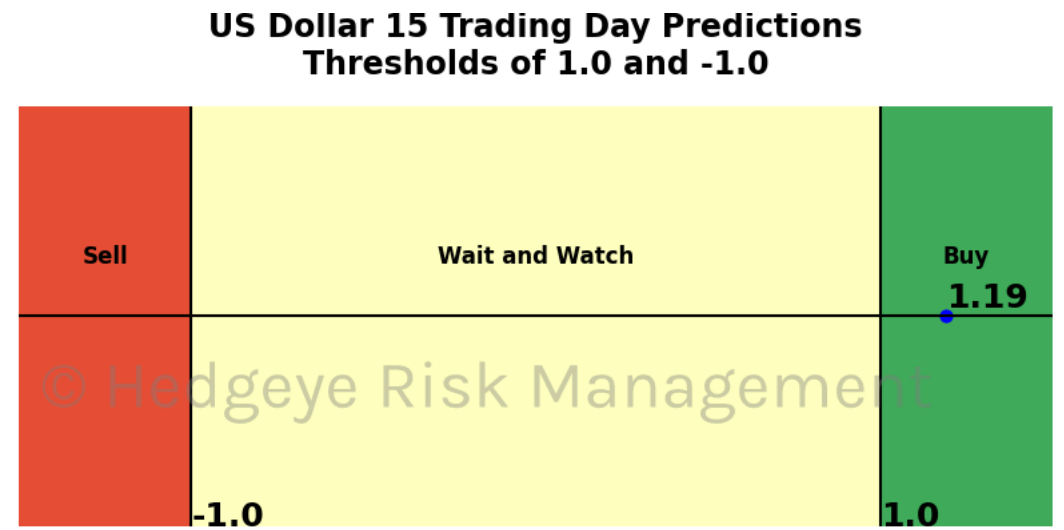 US Dollar 15 Trading Day Predictions
Thresholds of 1.0 and -1.0
Sell
Wait and Watch
Buy
1.19
© Hedgeye Risk Management
-1.0
1.0